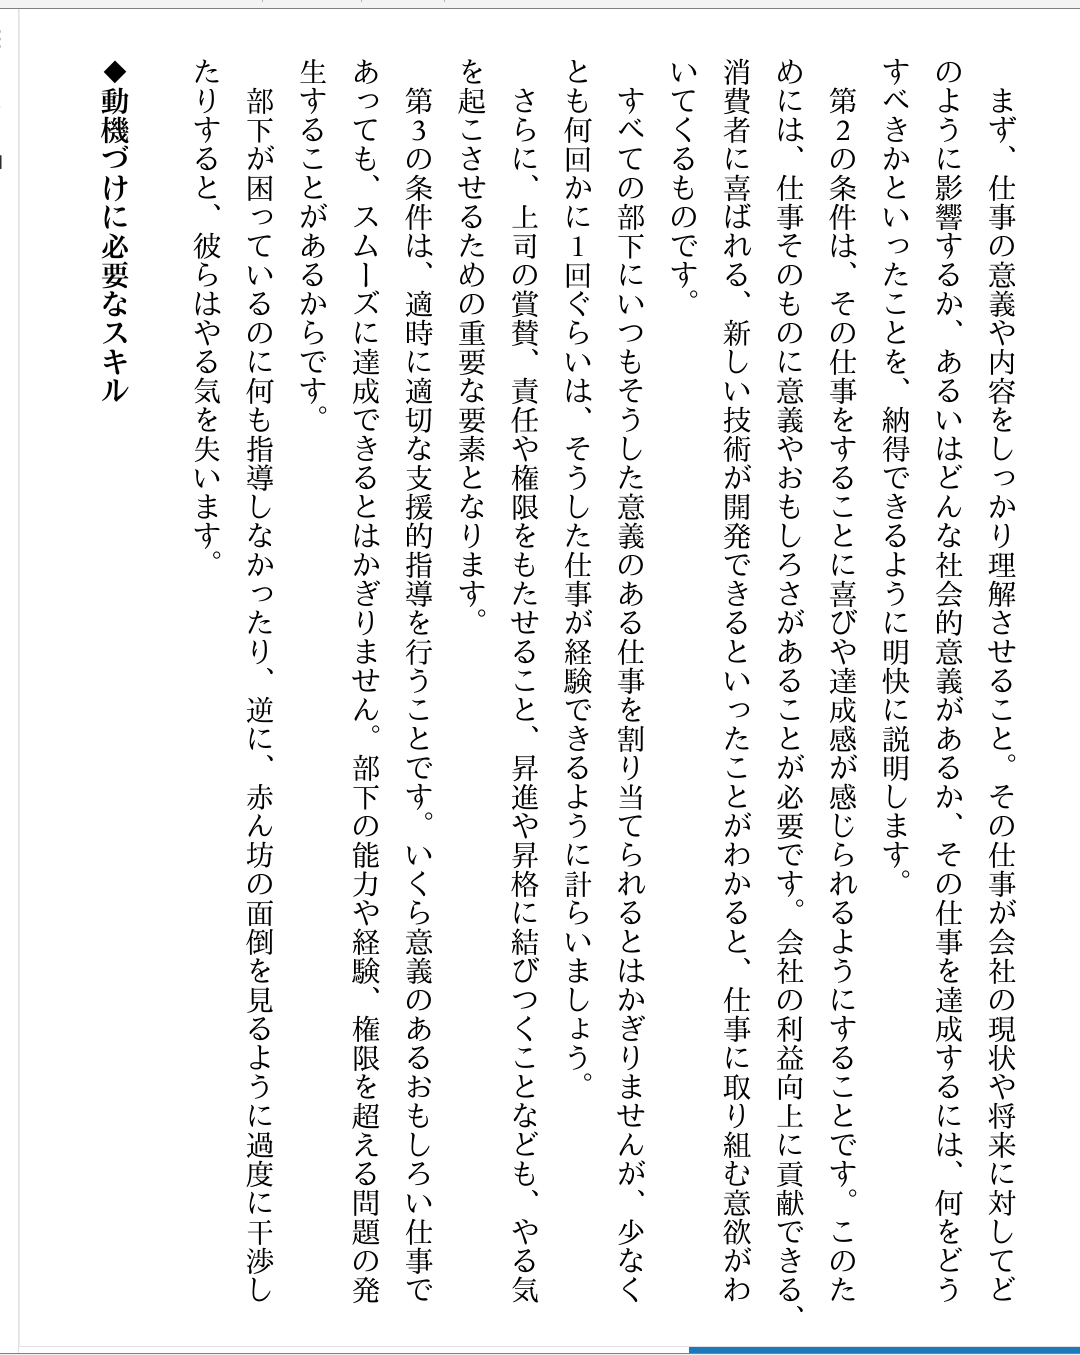 まず、仕事の意義や内容をしっかり理解させること。その仕事が会社の現状や将来に対してど
のように影響するか、あるいはどんな社会的意義があるか、その仕事を達成するには、何をどう
すべきかといったことを、納得できるように明快に説明します。
第2の条件は、その仕事をすることに喜びや達成感が感じられるようにすることです。このた
めには、仕事そのものに意義やおもしろさがあることが必要です。会社の利益向上に貢献できる、
消費者に喜ばれる、新しい技術が開発できるといったことがわかると、仕事に取り組む意欲がわ
いてくるものです。
すべての部下にいつもそうした意義のある仕事を割り当てられるとはかぎりませんが、少なく
とも何回かに1回ぐらいは、そうした仕事が経験できるように計らいましょう。
さらに、上司の賞賛、責任や権限をもたせること、昇進や昇格に結びつくことなども、やる気
を起こさせるための重要な要素となります。
第3の条件は、適時に適切な支援的指導を行うことです。いくら意義のあるおもしろい仕事で
あっても、スムーズに達成できるとはかぎりません。部下の能力や経験、権限を超える問題の発
生することがあるからです。
部下が困っているのに何も指導しなかったり、逆に、赤ん坊の面倒を見るように過度に干渉し
たりすると、彼らはやる気を失います。
◆動機づけに必要なスキル